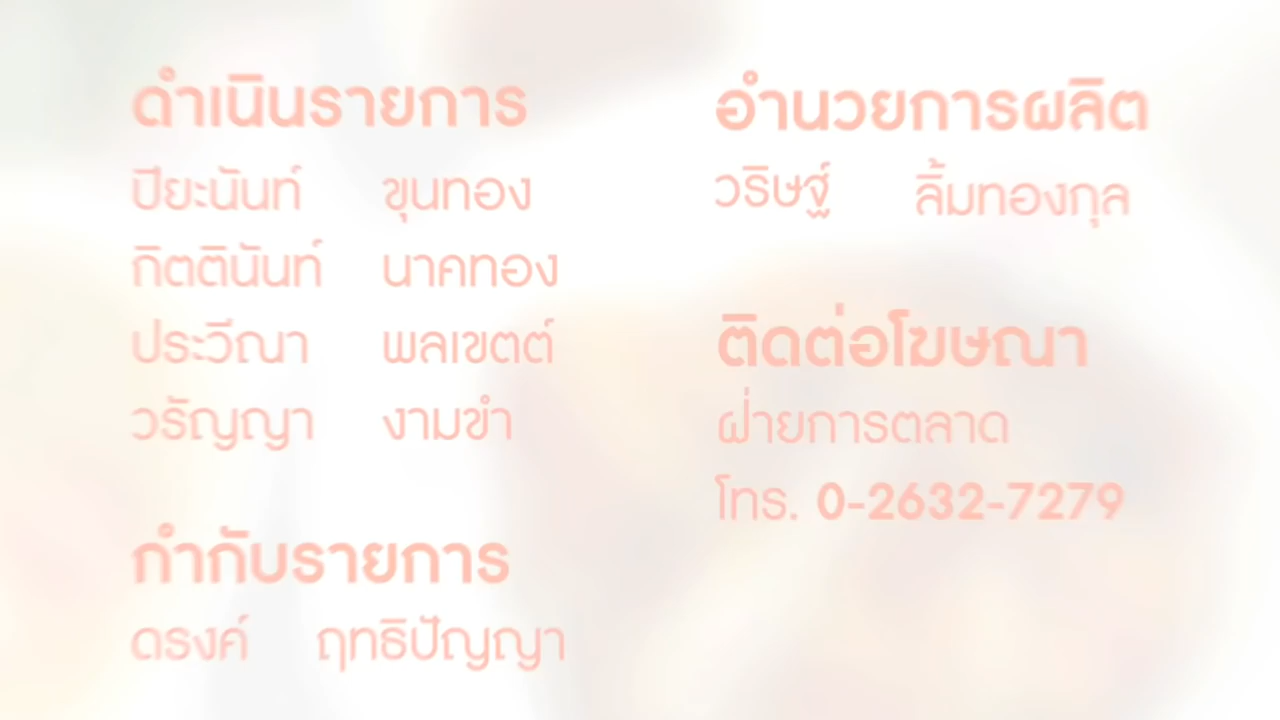 ดำเนินรายการ
ปิยะนันท์ ขุนทอง
กิตตินันท์ นาคทอง
ประวีณา พลเขตต์
วรัญญา งามขำ
กำกับรายการ
ดรงค์ ฤทธิปัญญา
อำนวยการผลิต
วริษฐ์ ลิ้มทองกุล
ติดต่อโฆษณา
ฝ่ายการตลาด
โทร. 0-2632-7279